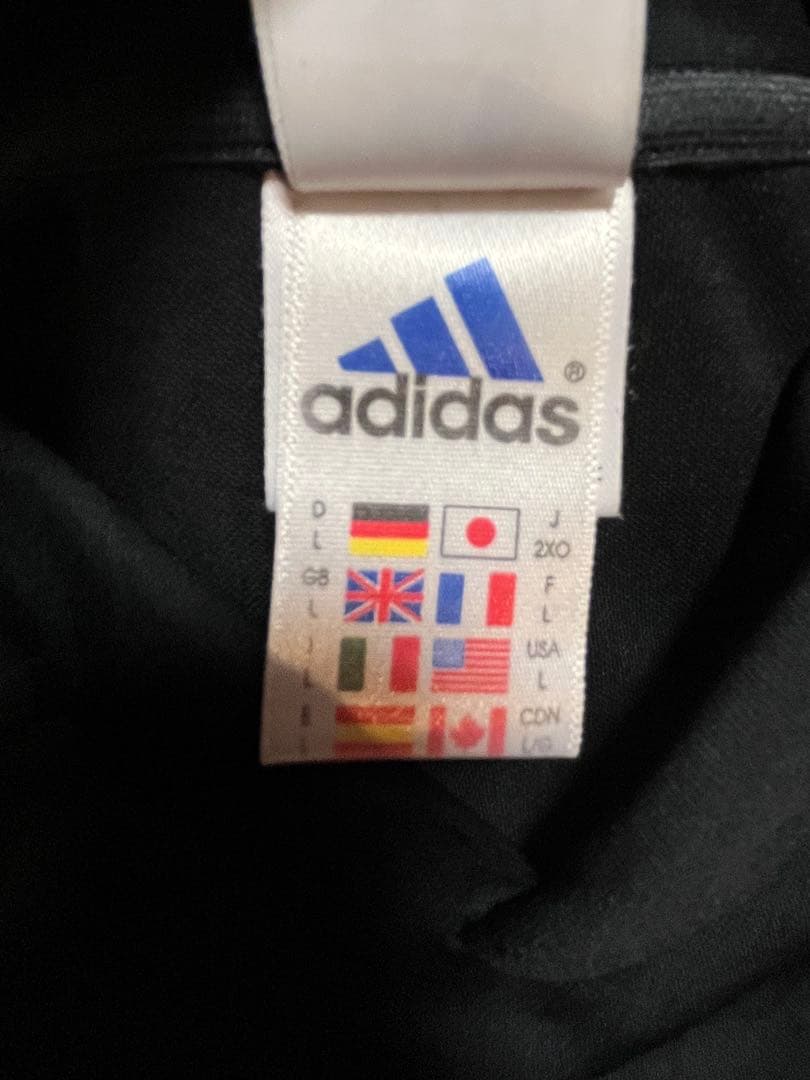 adidas®
D J
L 2XO
GB F
L L
I USA
L L
E CDN
L L/G